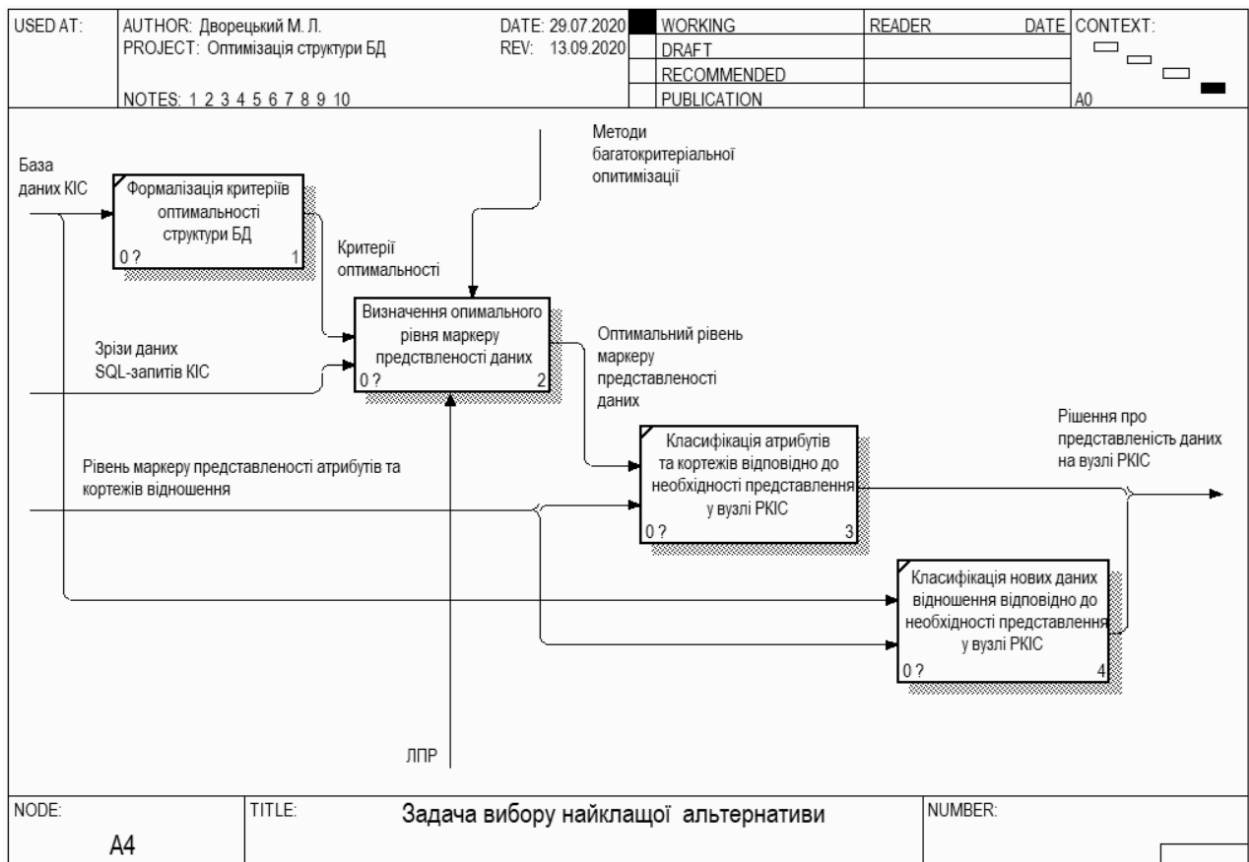 USED AT:
AUTHOR: Дворецький М. Л.
DATE: 29.07.2020
WORKING
READER
DATE
CONTEXT:
PROJECT: Оптимізація структури БД
REV: 13.09.2020
DRAFT
RECOMMENDED
NOTES: 1 2 3 4 5 6 7 8 9 10
PUBLICATION
A0
База
даних КІС
Формалізація критеріїв
оптимальності
структури БД
0 ?
1
Методи
багатокритеріальної
опитимізації
Критерії
оптимальності
Визначення опимального
рівня маркеру
предствленості даних
0 ?
2
Зрізи даних
SQL-запитів КІС
Оптимальний рівень
маркеру
представленості
даних
Рівень маркеру представленості атрибутів та
кортежів відношення
Класифікація атрибутів
та кортежів відповідно до
необхідності представлення
у вузлі РКІС
0 ?
3
Рішення про
представленість даних
на вузлі РКІС
Класифікація нових даних
відношення відповідно до
необхідності представлення
у вузлі РКІС
0 ?
4
ЛПР
NODE:
A4
TITLE:
Задача вибору найклащої альтернативи
NUMBER: